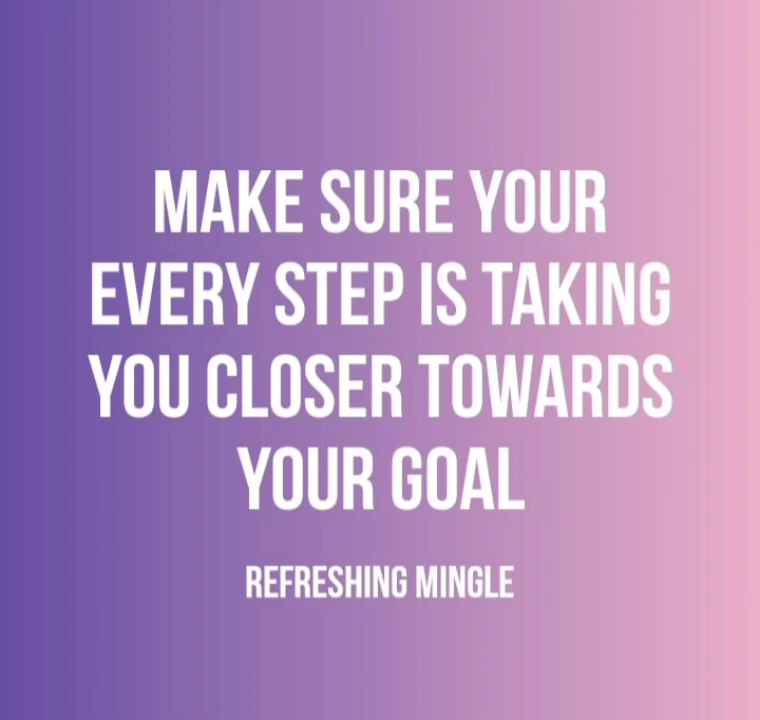 MAKE SURE YOUR
EVERY STEP IS TAKING
YOU CLOSER TOWARDS
YOUR GOAL
REFRESHING MINGLE